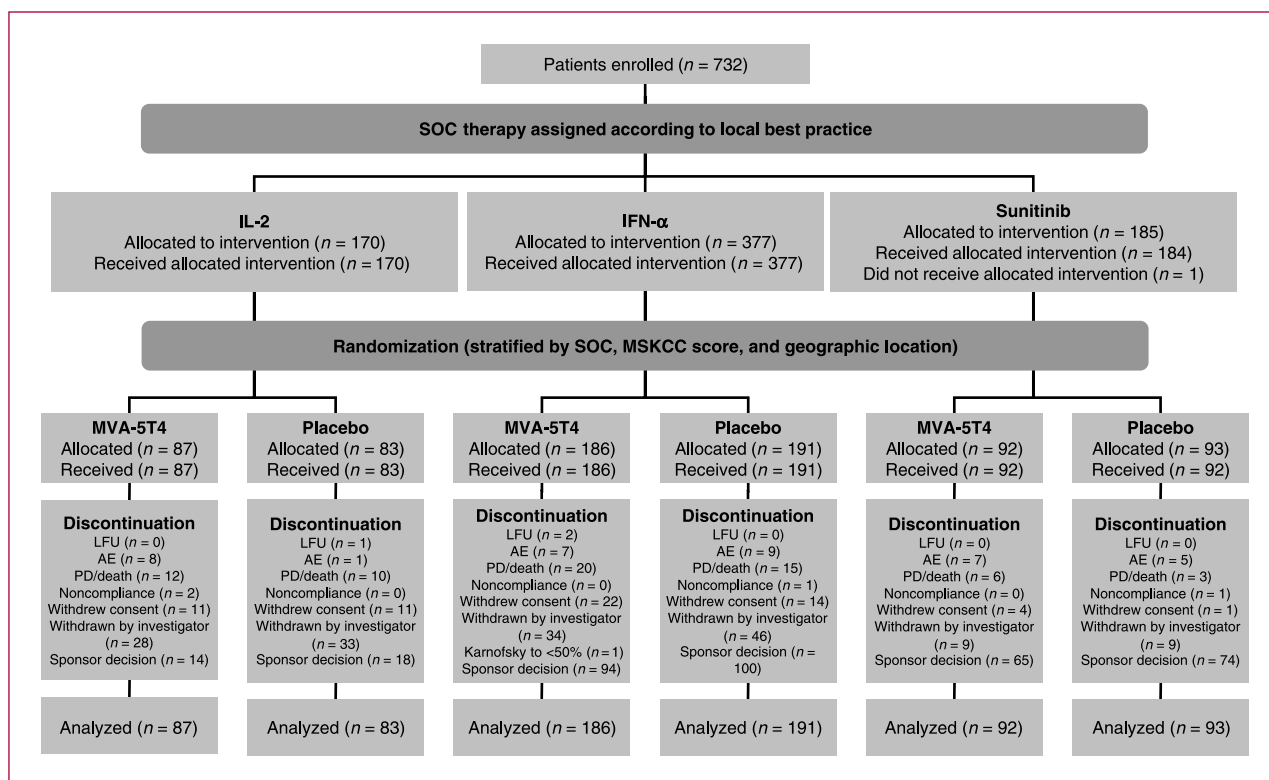 Patients enrolled (n = 732)
SOC therapy assigned according to local best practice
IL-2
Allocated to intervention (n = 170)
Received allocated intervention (n = 170)
IFN-α
Allocated to intervention (n = 377)
Received allocated intervention (n = 377)
Sunitinib
Allocated to intervention (n = 185)
Received allocated intervention (n = 184)
Did not receive allocated intervention (n = 1)
Randomization (stratified by SOC, MSKCC score, and geographic location)
MVA-5T4
Allocated (n = 87)
Received (n = 87)
Placebo
Allocated (n = 83)
Received (n = 83)
MVA-5T4
Allocated (n = 186)
Received (n = 186)
Placebo
Allocated (n = 191)
Received (n = 191)
MVA-5T4
Allocated (n = 92)
Received (n = 92)
Placebo
Allocated (n = 93)
Received (n = 92)
Discontinuation
LFU (n = 0)
AE (n = 8)
PD/death (n = 12)
Noncompliance (n = 2)
Withdrew consent (n = 11)
Withdrawn by investigator
(n = 28)
Sponsor decision (n = 14)
Discontinuation
LFU (n = 1)
AE (n = 1)
PD/death (n = 10)
Noncompliance (n = 0)
Withdrew consent (n = 11)
Withdrawn by investigator
(n = 33)
Sponsor decision (n = 18)
Discontinuation
LFU (n = 2)
AE (n = 7)
PD/death (n = 20)
Noncompliance (n = 0)
Withdrew consent (n = 22)
Withdrawn by investigator
(n = 34)
Karnofsky to <50% (n = 1)
Sponsor decision (n = 94)
Discontinuation
LFU (n = 0)
AE (n = 9)
PD/death (n = 15)
Noncompliance (n = 1)
Withdrew consent (n = 14)
Withdrawn by investigator
(n = 46)
Sponsor decision (n =
100)
Discontinuation
LFU (n = 0)
AE (n = 7)
PD/death (n = 6)
Noncompliance (n = 0)
Withdrew consent (n = 4)
Withdrawn by investigator
(n = 9)
Sponsor decision (n = 65)
Discontinuation
LFU (n = 0)
AE (n = 5)
PD/death (n = 3)
Noncompliance (n = 1)
Withdrew consent (n = 1)
Withdrawn by investigator
(n = 9)
Sponsor decision (n = 74)
Analyzed (n = 87)
Analyzed (n = 83)
Analyzed (n = 186)
Analyzed (n = 191)
Analyzed (n = 92)
Analyzed (n = 93)